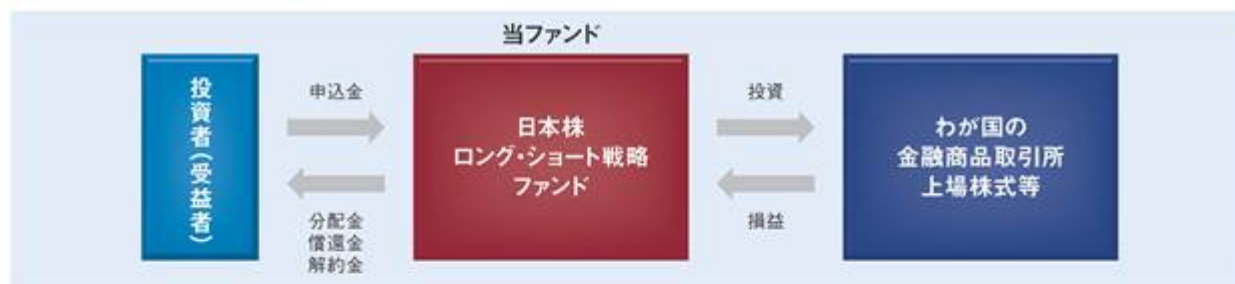 当ファンド
投資者(受益者)
申込金
分配金
償還金
解約金
日本株
ロング・ショート戦略
ファンド
投資
損益
わが国の
金融商品取引所
上場株式等